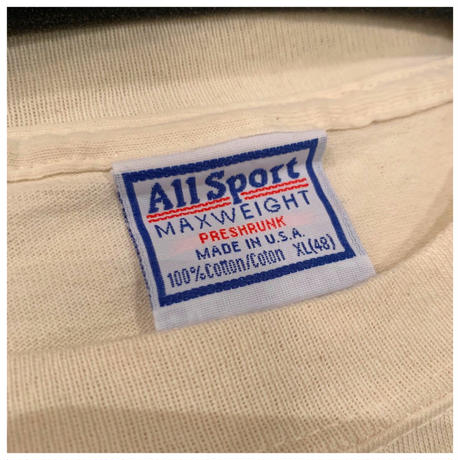 All Sport
MAXWEIGHT
PRESHRUNK
MADE IN U.S.A.
100% Cotton/Coton XL(48)